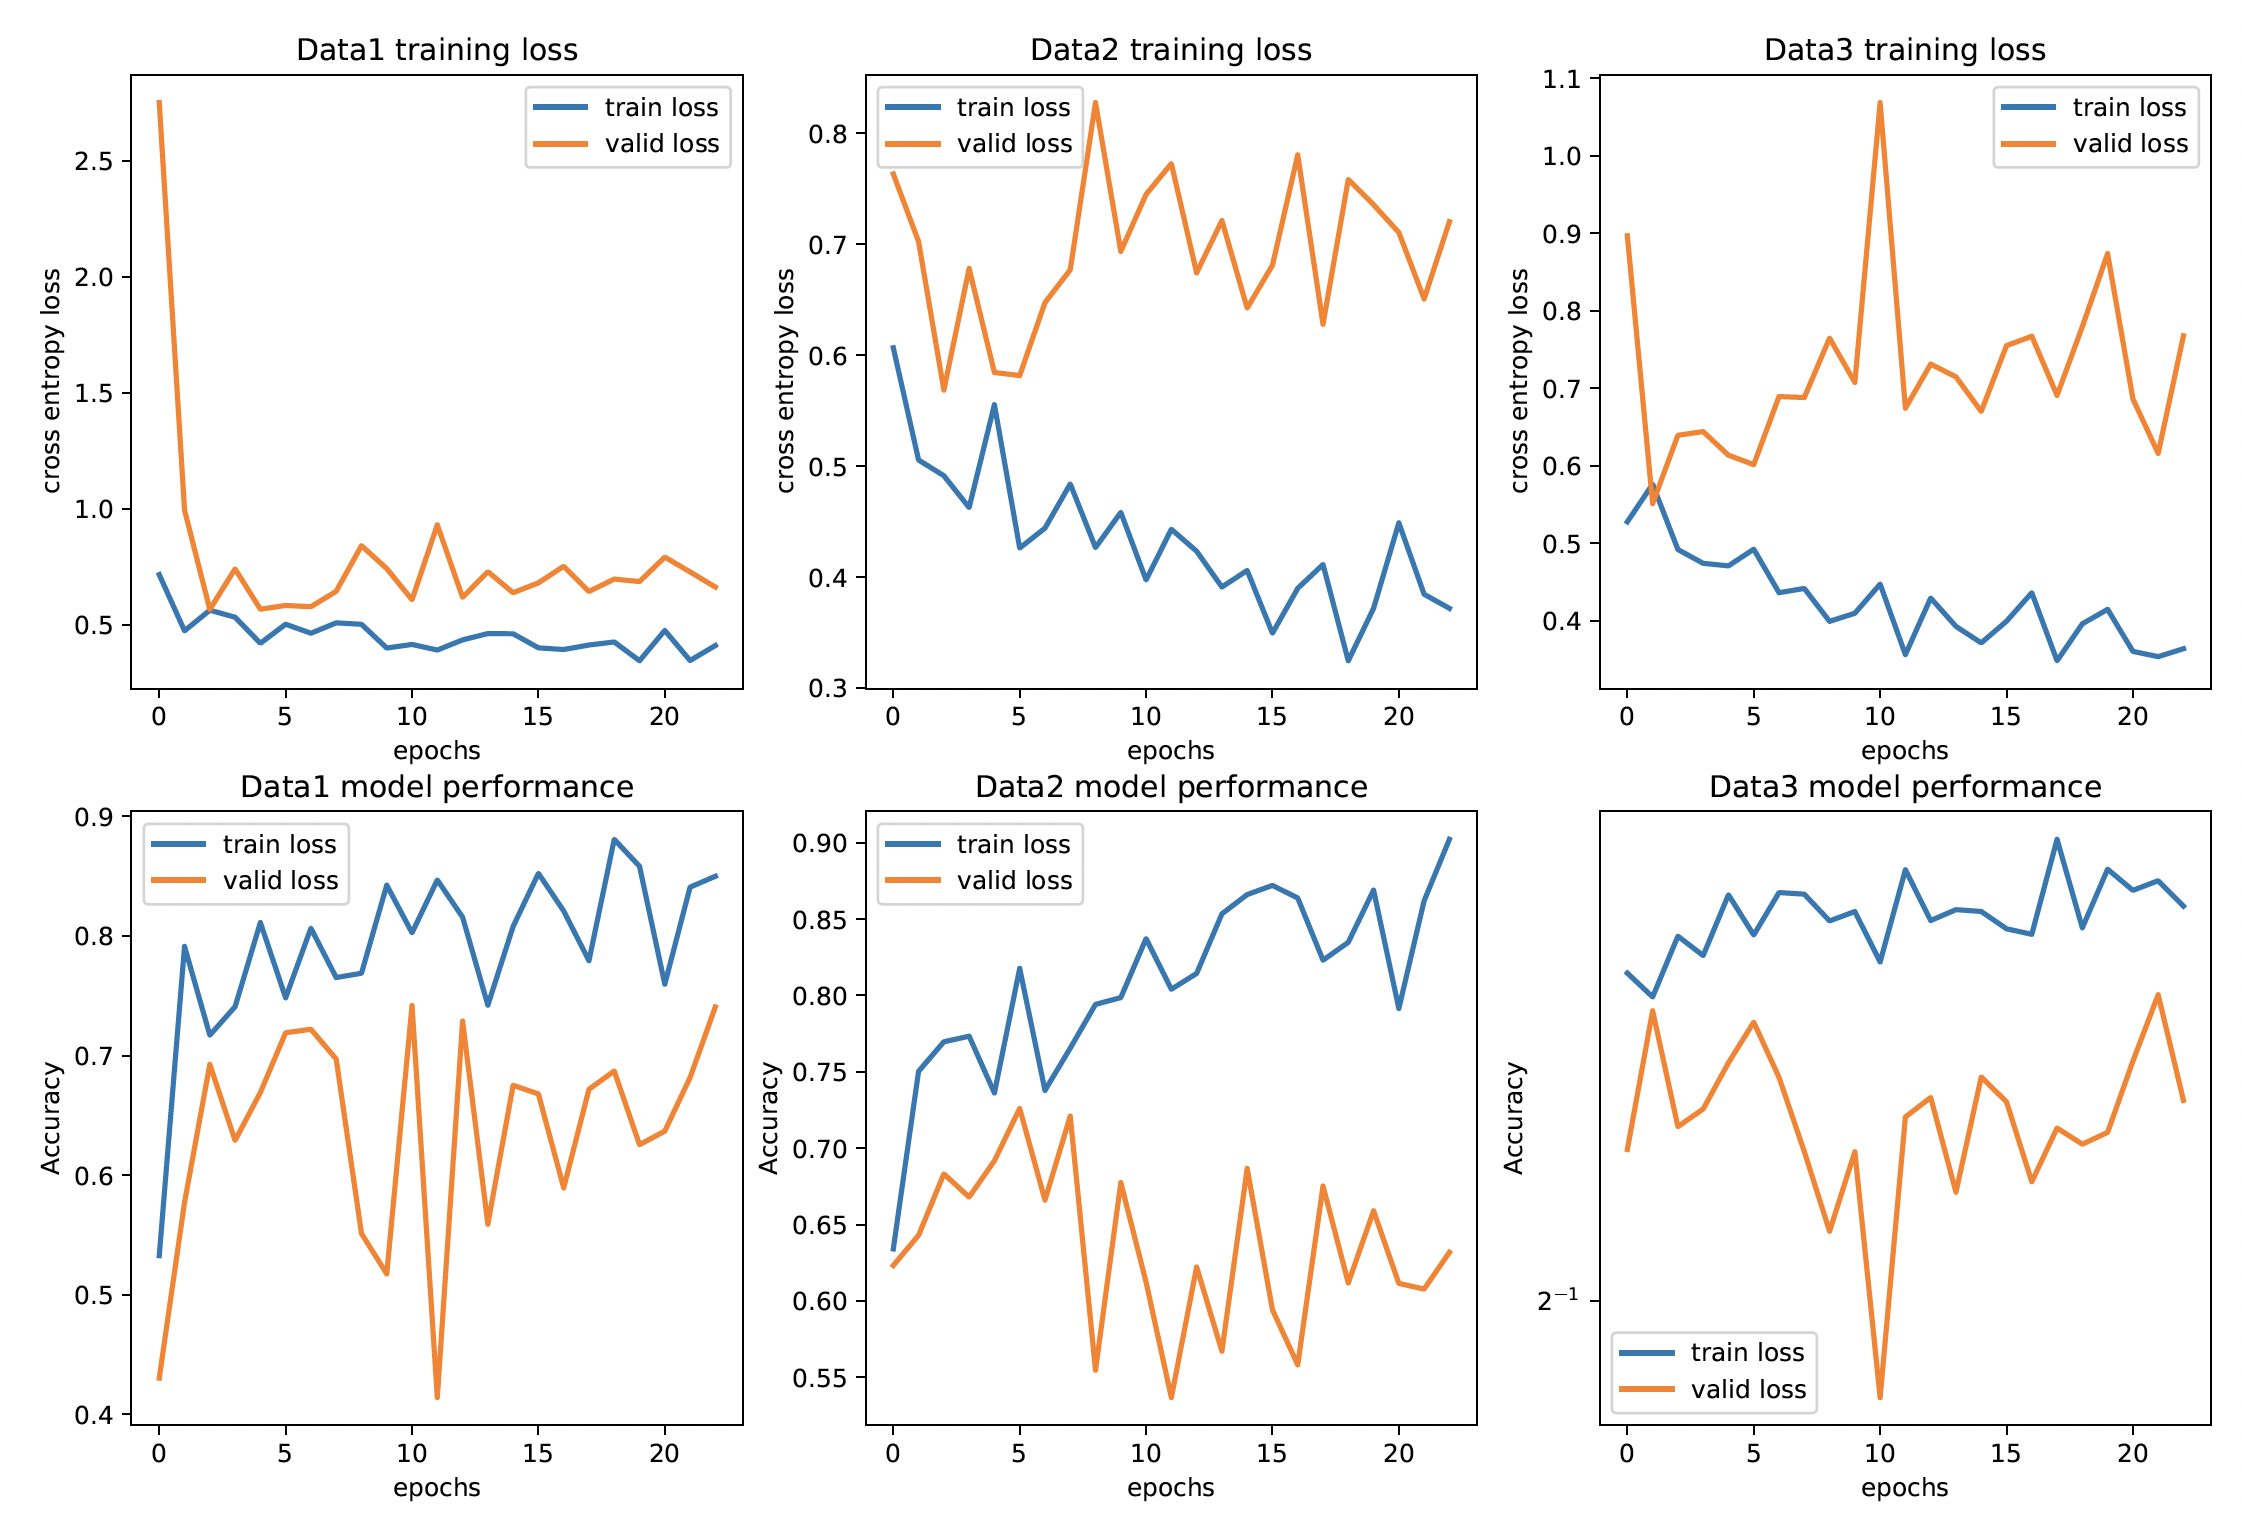 Data1 training loss
train loss
valid loss
cross entropy loss
2.5
2.0
1.5
1.0
0.5
0 5 10 15 20
epochs
Data2 training loss
train loss
valid loss
cross entropy loss
0.8
0.7
0.6
0.5
0.4
0.3
0 5 10 15 20
epochs
Data3 training loss
train loss
valid loss
cross entropy loss
1.1
1.0
0.9
0.8
0.7
0.6
0.5
0.4
0 5 10 15 20
epochs
Data1 model performance
train loss
valid loss
Accuracy
0.9
0.8
0.7
0.6
0.5
0.4
0 5 10 15 20
epochs
Data2 model performance
train loss
valid loss
Accuracy
0.90
0.85
0.80
0.75
0.70
0.65
0.60
0.55
0 5 10 15 20
epochs
Data3 model performance
Accuracy
2⁻¹
train loss
valid loss
0 5 10 15 20
epochs